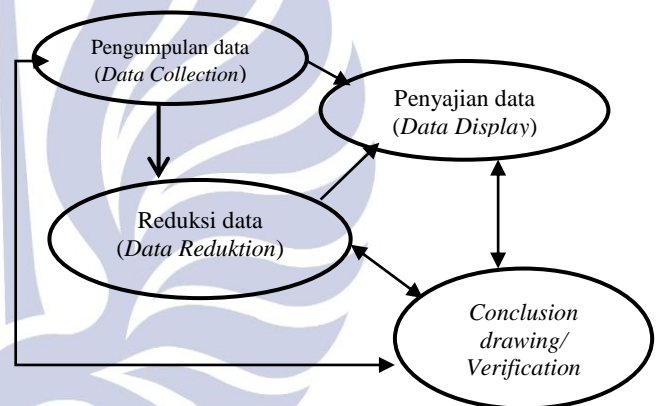 Pengumpulan data
(Data Collection)
Penyajian data
(Data Display)
Reduksi data
(Data Reduktion)
Conclusion
drawing/
Verification